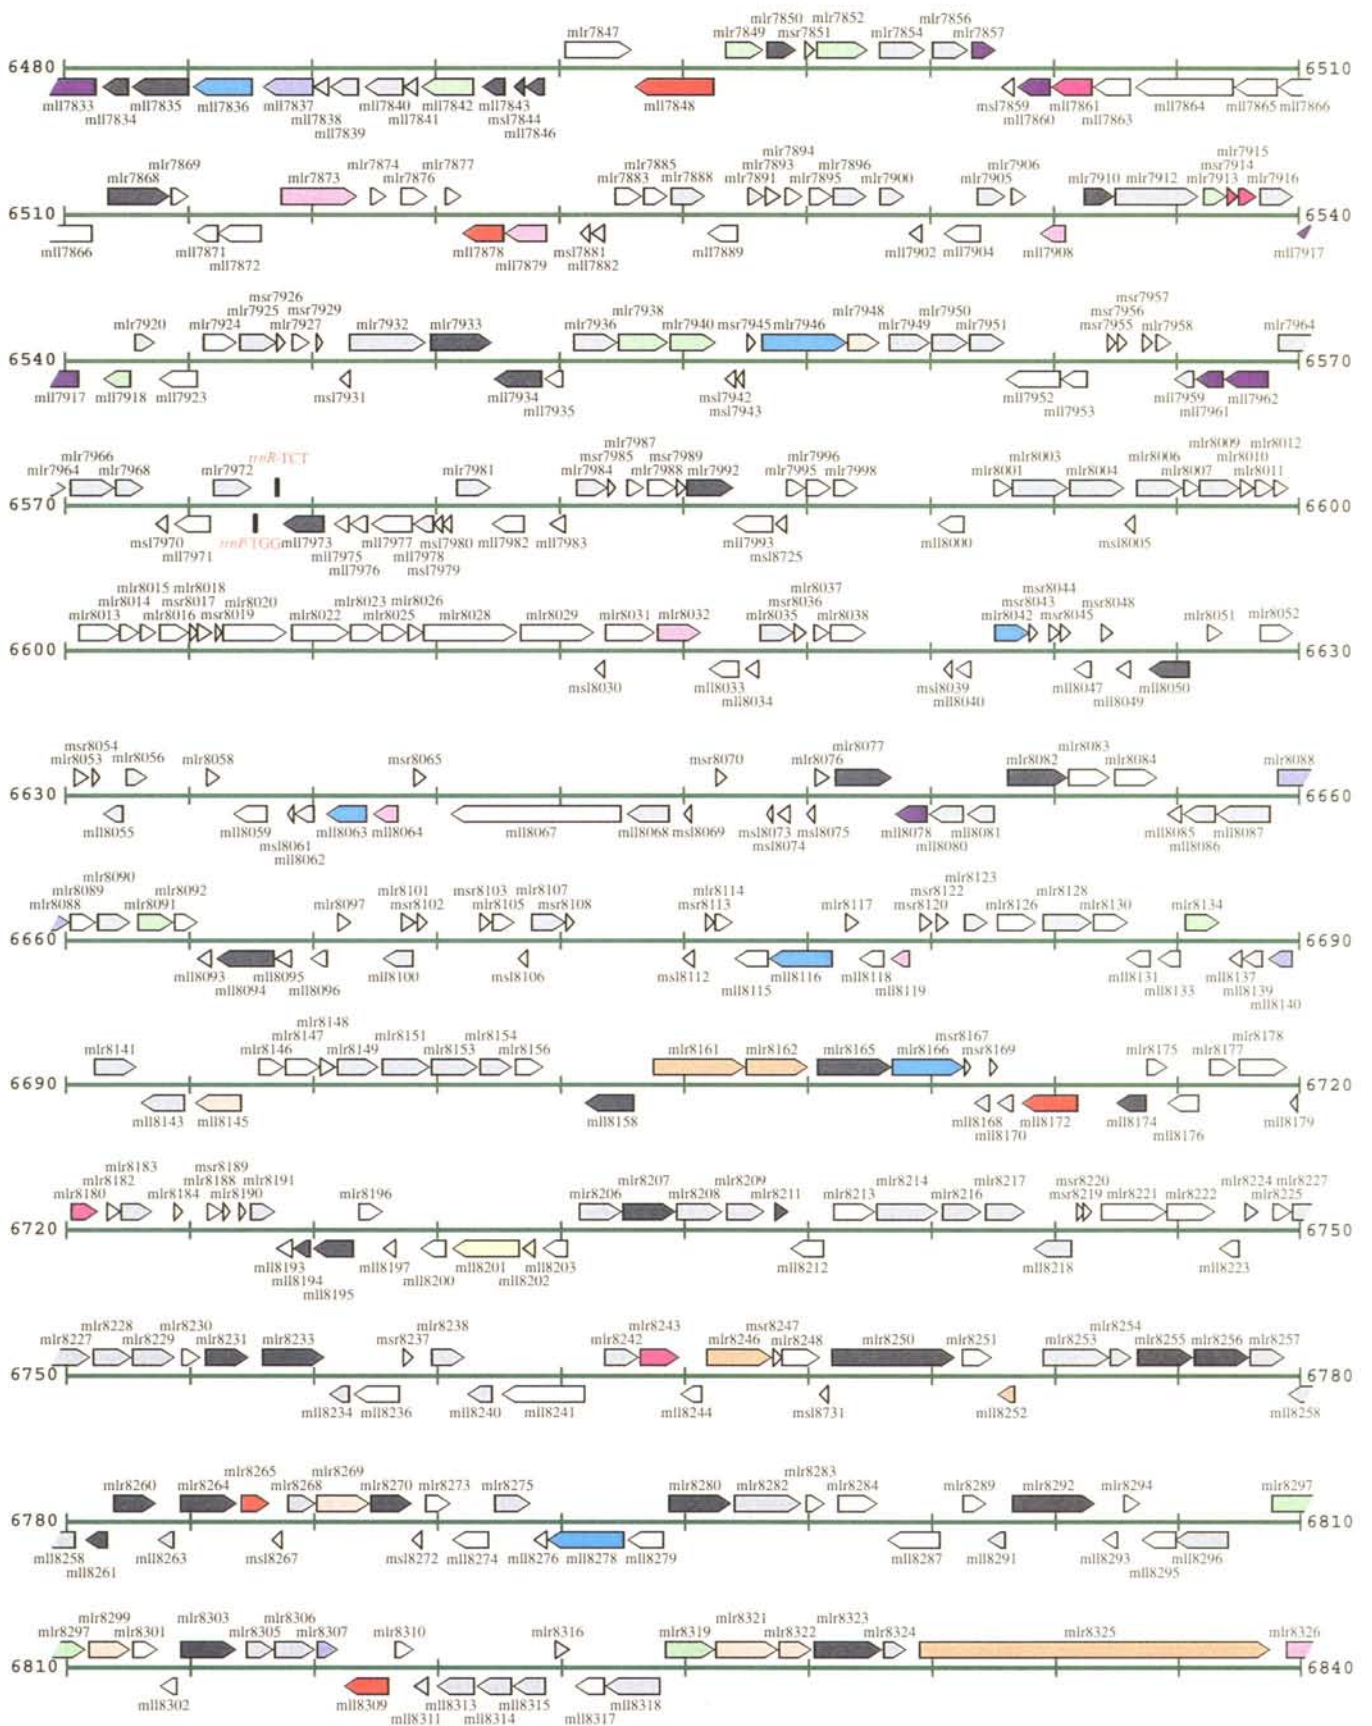 mlr7850 mlr7852 mlr7856
mlr7847 mlr7849 msr7851 mlr7854 mlr7857
6480 6510
mll7833 mll7835 mll7836 mll7837 mll7840 mll7842 mll7843 mll7848 msl7859 mll7861 mll7864 mll7865 mll7866
mll7834 mll7838 mll7841 msl7844 mll7860 mll7863
mll7839 mll7846
mlr7894 mlr7915
mlr7869 mlr7874 mlr7877 mlr7885 mlr7893 mlr7896 mlr7906 msr7914
mlr7868 mlr7873 mlr7876 mlr7883 mlr7888 mlr7891 mlr7895 mlr7900 mlr7905 mlr7910 mlr7912 mlr7913 mlr7916
6510 6540
mll7866 mll7871 mll7878 msl7881 mll7889 mll7902 mll7904 mll7908 mll7917
mll7872 mll7879 mll7882
msr7926
mlr7925 msr7929 mlr7938 mlr7948 mlr7950 msr7957
msr7956
mlr7920 mlr7924 mlr7927 mlr7932 mlr7933 mlr7936 mlr7940 msr7945 mlr7946 mlr7949 mlr7951 msr7955 mlr7958 mlr7964
6540 6570
mll7917 mll7918 mll7923 msl7931 mll7934 msl7942 mll7952 mll7959 mll7962
mll7935 msl7943 mll7953 mll7961
mlr7966 mlr7987 mlr8009 mlr8012
trnR-TCT msr7985 msr7989 mlr7996 mlr8003 mlr8006 mlr8010
mlr7964 mlr7968 mlr7972 mlr7981 mlr7984 mlr7988 mlr7992 mlr7995 mlr7998 mlr8001 mlr8004 mlr8007 mlr8011
6570 6600
msl7970 trnP-TGG mll7973 mll7975 mll7977 msl7980 mll7982 mll7983 mll7993 mll8000 msl8005
mll7971 mll7976 mll7978 msl8725
msl7979
mlr8015 mlr8018 mlr8037 msr8044
mlr8014 msr8017 mlr8020 mlr8023 mlr8026 msr8036 msr8043 msr8048
mlr8013 mlr8016 msr8019 mlr8022 mlr8025 mlr8028 mlr8029 mlr8031 mlr8032 mlr8035 mlr8038 mlr8042 msr8045 mlr8051 mlr8052
6600 6630
msl8030 mll8033 msl8039 mll8047 mll8050
mll8034 mll8040 mll8049
msr8054 mlr8077 mlr8083
mlr8053 mlr8056 mlr8058 msr8065 msr8070 mlr8076 mlr8082 mlr8084 mlr8088
6630 6660
mll8055 mll8059 mll8063 mll8064 mll8067 mll8068 msl8069 msl8073 msl8075 mll8078 mll8081 mll8085 mll8087
msl8061 msl8074 mll8080 mll8086
mll8062
mlr8090 mlr8123
mlr8089 mlr8092 mlr8101 msr8103 mlr8107 mlr8114 msr8122 mlr8128
mlr8088 mlr8091 mlr8097 msr8102 mlr8105 msr8108 msr8113 mlr8117 msr8120 mlr8126 mlr8130 mlr8134
6660 6690
mll8093 mll8095 mll8100 msl8106 msl8112 mll8116 mll8118 mll8131 mll8137
mll8094 mll8096 mll8115 mll8119 mll8133 mll8139
mll8140
mlr8148
mlr8147 mlr8151 mlr8154 msr8167 mlr8178
mlr8141 mlr8146 mlr8149 mlr8153 mlr8156 mlr8161 mlr8162 mlr8165 mlr8166 msr8169 mlr8175 mlr8177
6690 6720
mll8143 mll8145 mll8158 mll8168 mll8172 mll8174 mll8179
mll8170 mll8176
mlr8183 msr8189
mlr8182 mlr8188 mlr8191 mlr8207 mlr8209 mlr8214 mlr8217 msr8220 mlr8224 mlr8227
mlr8180 mlr8184 mlr8190 mlr8196 mlr8206 mlr8208 mlr8211 mlr8213 mlr8216 msr8219 mlr8221 mlr8222 mlr8225
6720 6750
mll8193 mll8197 mll8201 mll8203 mll8212 mll8218 mll8223
mll8194 mll8200 mll8202
mll8195
mlr8228 mlr8230 mlr8238 mlr8243 msr8247 mlr8254
mlr8227 mlr8229 mlr8231 mlr8233 msr8237 mlr8242 mlr8246 mlr8248 mlr8250 mlr8251 mlr8253 mlr8255 mlr8256 mlr8257
6750 6780
mll8234 mll8236 mll8240 mll8241 mll8244 msl8731 mll8252 mll8258
mlr8265 mlr8269 mlr8283
mlr8260 mlr8264 mlr8268 mlr8270 mlr8273 mlr8275 mlr8280 mlr8282 mlr8284 mlr8289 mlr8292 mlr8294 mlr8297
6780 6810
mll8258 mll8263 msl8267 msl8272 mll8274 mll8276 mll8278 mll8279 mll8287 mll8291 mll8293 mll8296
mll8261 mll8295
mlr8299 mlr8303 mlr8306 mlr8321 mlr8323
mlr8297 mlr8301 mlr8305 mlr8307 mlr8310 mlr8316 mlr8319 mlr8322 mlr8324 mlr8325 mlr8326
6810 6840
mll8302 mll8309 mll8313 mll8315 mll8318
mll8311 mll8314 mll8317